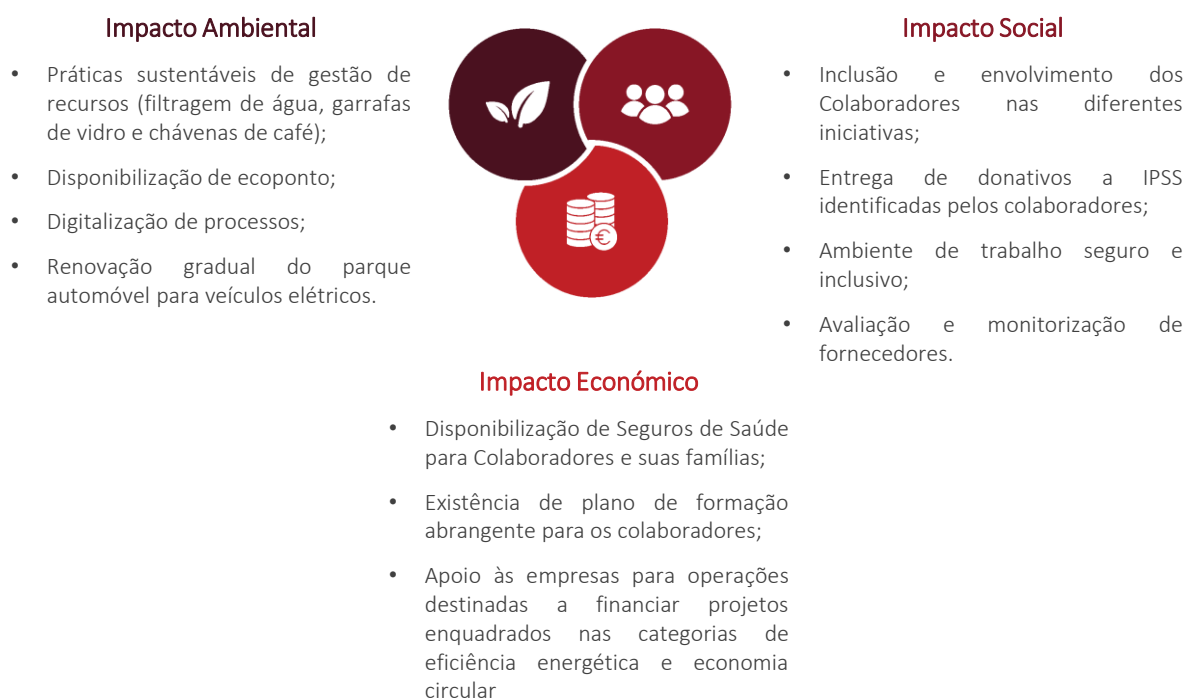 Impacto Ambiental
• Práticas sustentáveis de gestão de
recursos (filtragem de água, garrafas
de vidro e chávenas de café);
• Disponibilização de ecoponto;
• Digitalização de processos;
• Renovação gradual do parque
automóvel para veículos elétricos.
€
Impacto Social
• Inclusão e envolvimento dos
Colaboradores nas diferentes
iniciativas;
• Entrega de donativos a IPSS
identificadas pelos colaboradores;
• Ambiente de trabalho seguro e
inclusivo;
• Avaliação e monitorização de
fornecedores.
Impacto Económico
• Disponibilização de Seguros de Saúde
para Colaboradores e suas famílias;
• Existência de plano de formação
abrangente para os colaboradores;
• Apoio às empresas para operações
destinadas a financiar projetos
enquadrados nas categorias de
eficiência energética e economia
circular